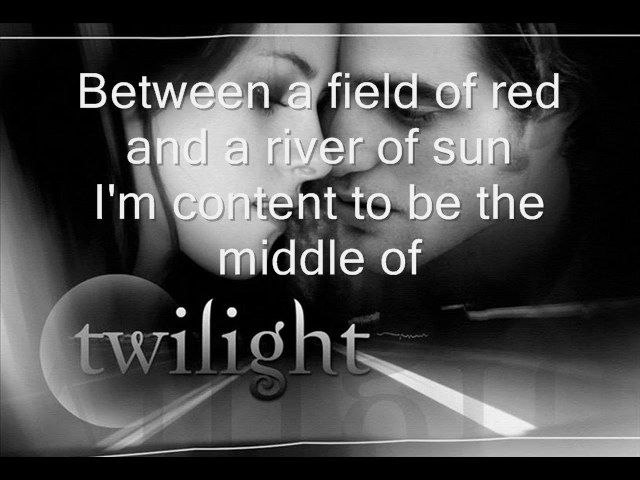 Between a field of red
and a river of sun
I'm content to be the
middle of
twilight